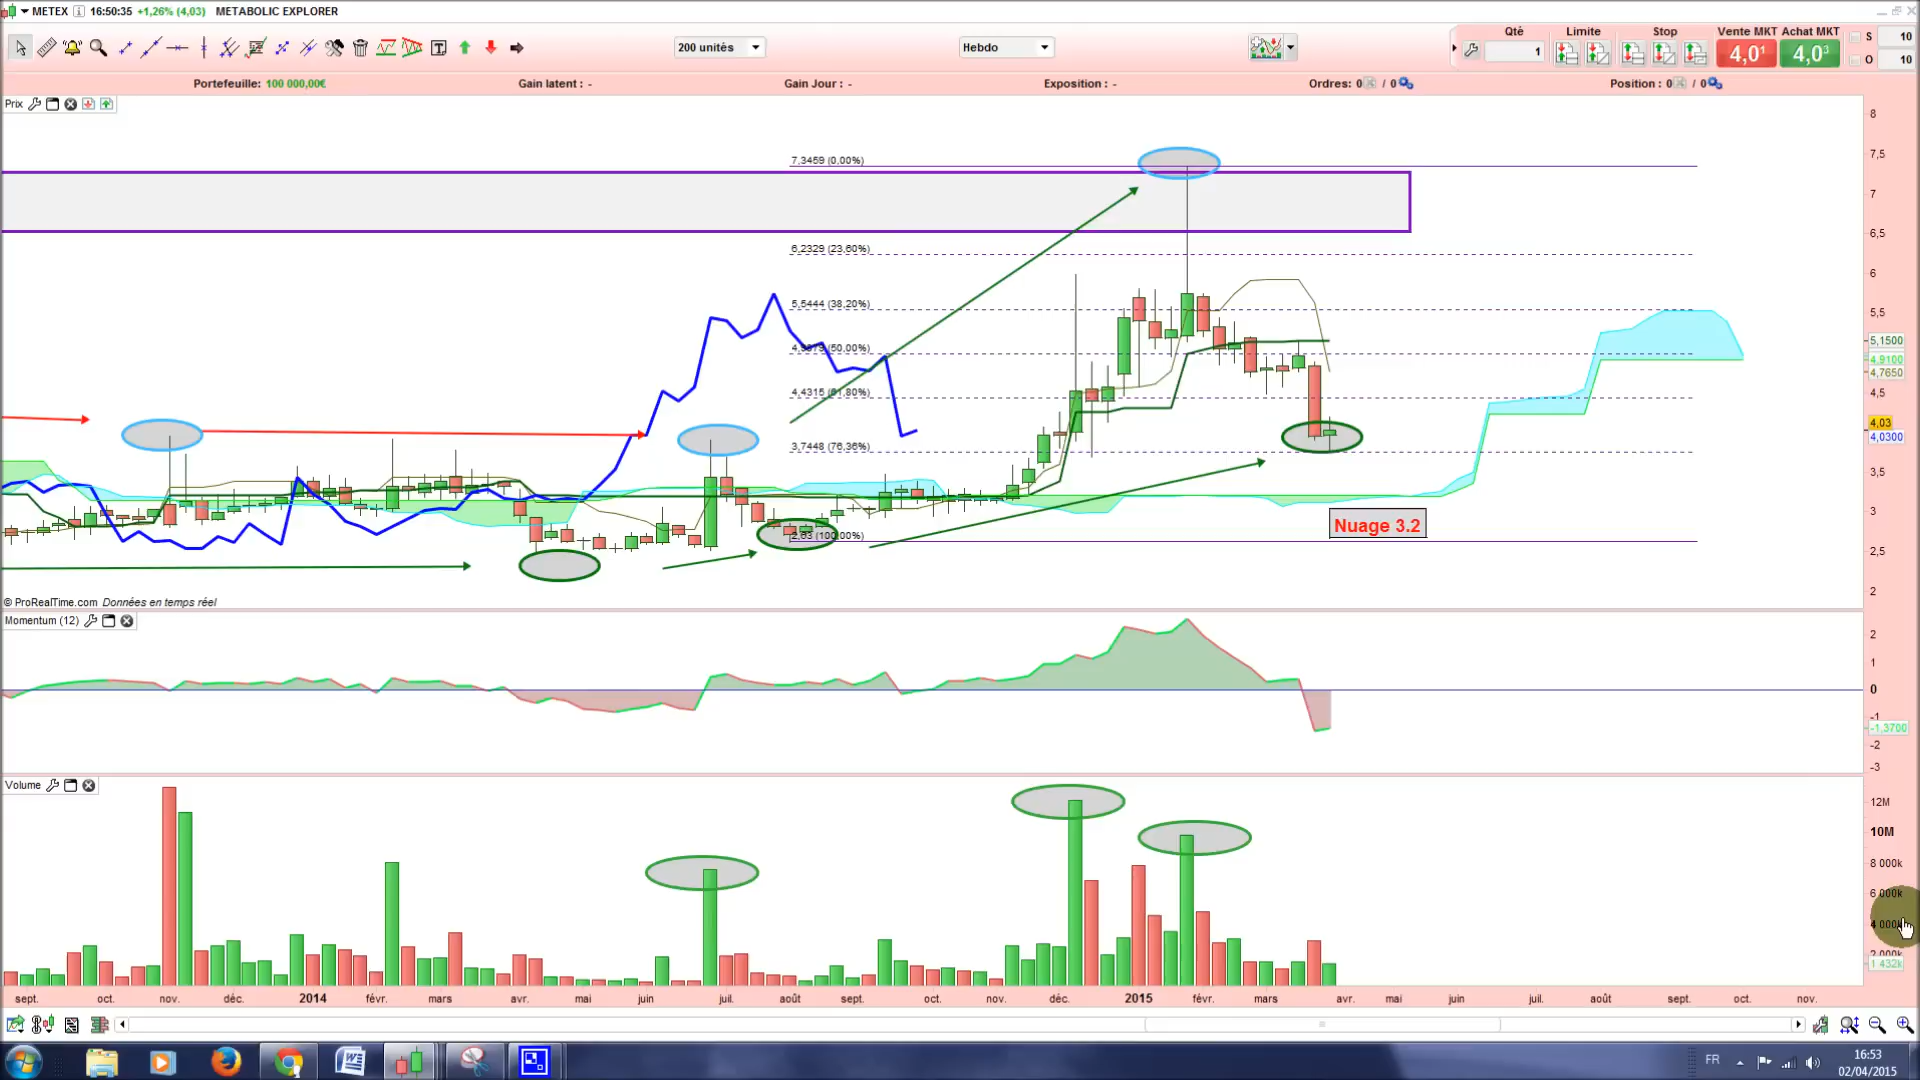 METEX 16:50:35 +1,26% (4,03) METABOLIC EXPLORER
200 unités
Hebdo
Qté Limite Stop Vente MKT Achat MKT S 10
1 4,0¹ 4,0³ O 10
Portefeuille: 100 000,00€ Gain latent : - Gain Jour : - Exposition : - Ordres: 0 / 0 Position : 0 / 0
Prix
8
7,5
7,3459 (0,00%)
7
6,5
6,2329 (23,60%)
6
5,5444 (38,20%)
5,5
5,1500
4,9100
4,7650
4,5
4,03
4,0300
3,7448 (76,36%)
3,5
3
Nuage 3.2
2,63 (100,00%)
2,5
2
© ProRealTime.com Données en temps réel
Momentum (12)
2
1
0
-1
-1,3700
-2
-3
Volume
12M
10M
8 000k
6 000k
4 000k
2 000k
1 432k
sept. oct. nov. déc. 2014 févr. mars avr. mai juin juil. août sept. oct. nov. déc. 2015 févr. mars avr. mai juin juil. août sept. oct. nov.
FR
16:53
02/04/2015